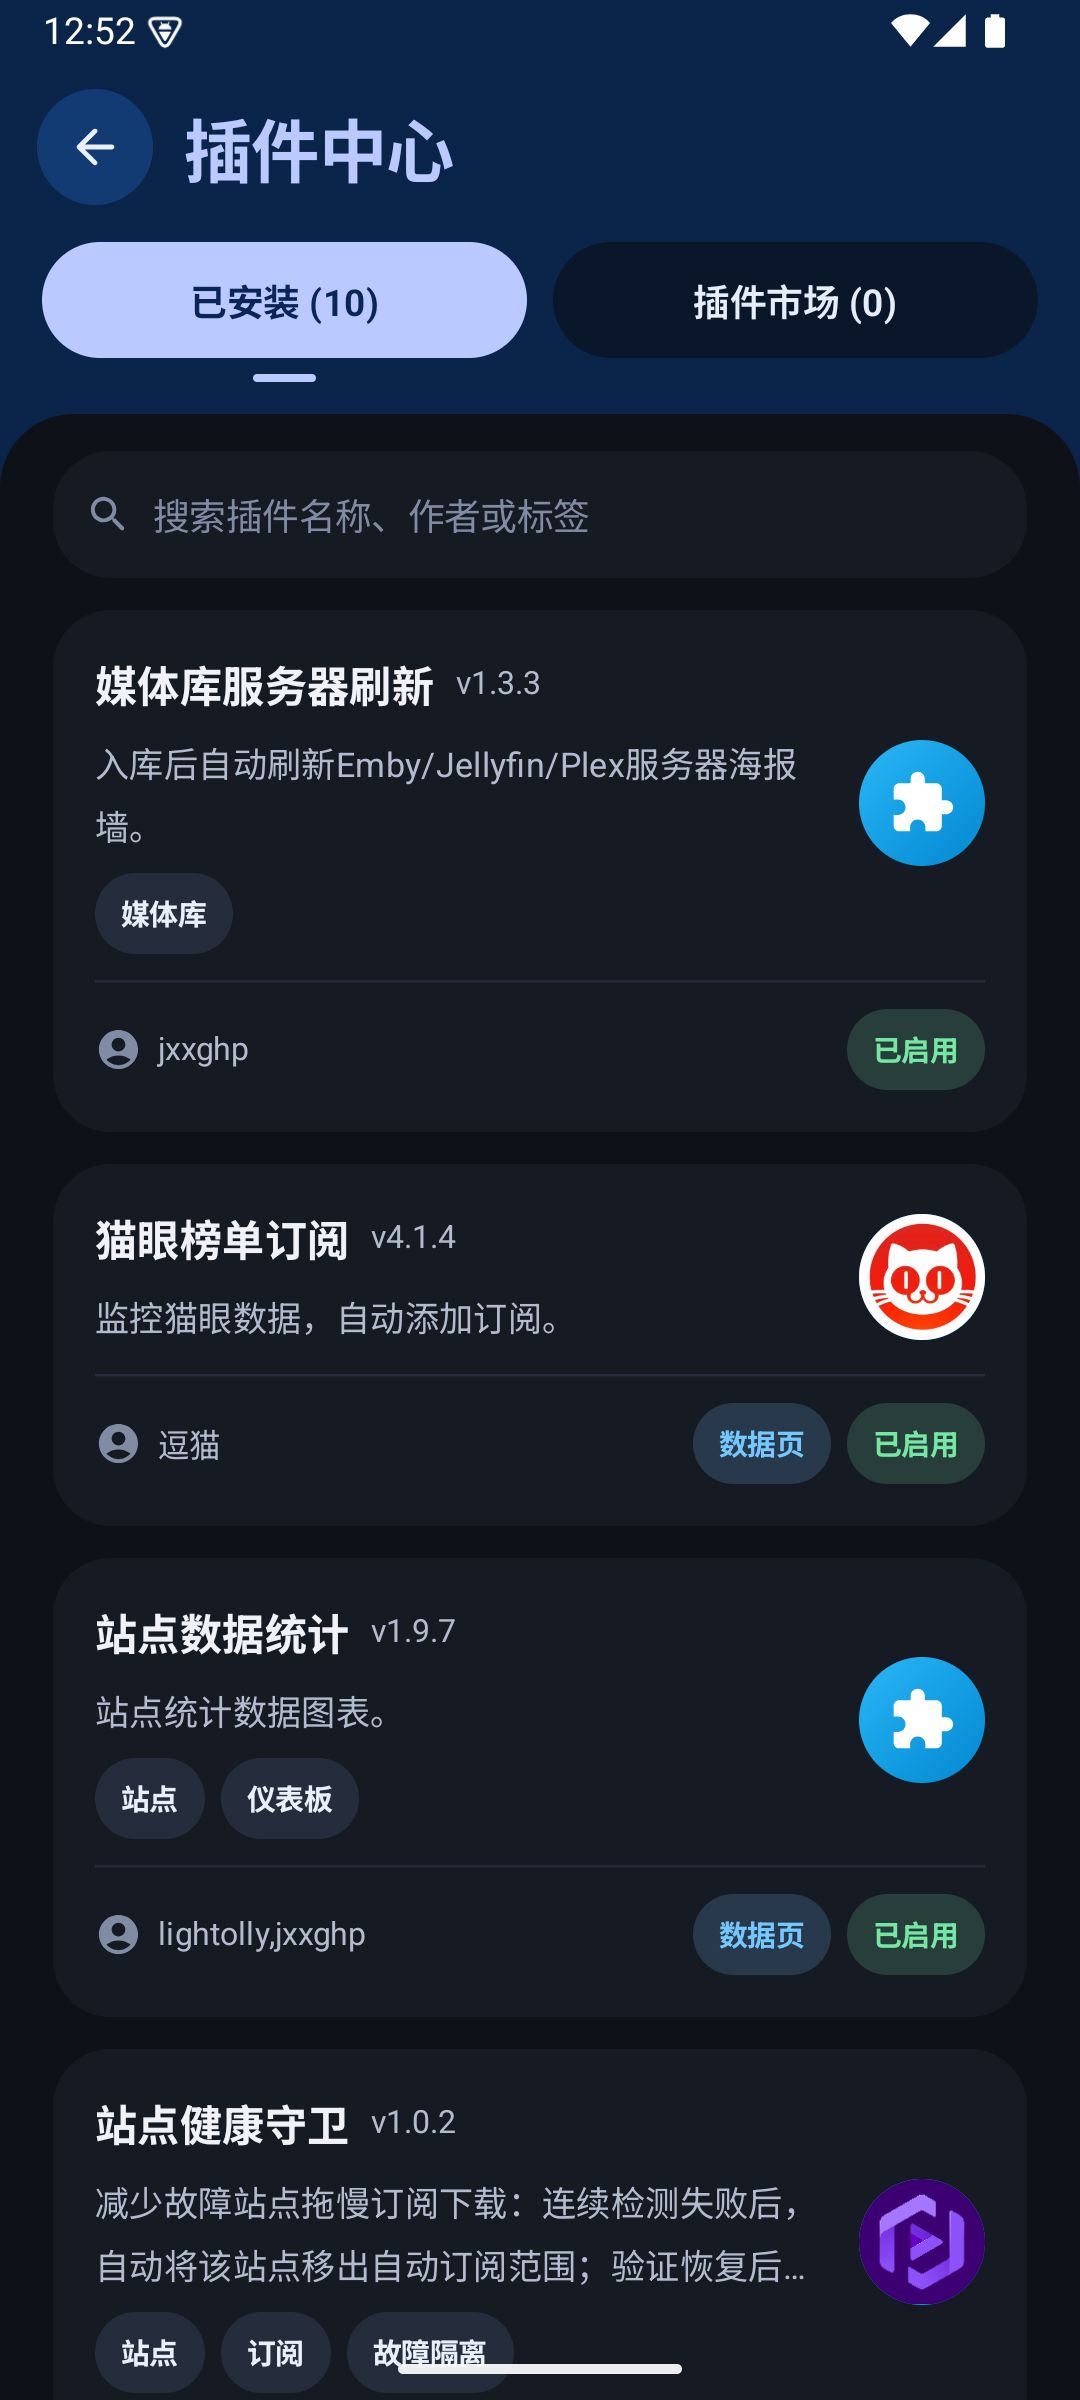 12:52
插件中心
已安装 (10)
插件市场 (0)
搜索插件名称、作者或标签
媒体库服务器刷新 v1.3.3
入库后自动刷新Emby/Jellyfin/Plex服务器海报
墙。
媒体库
jxxghp 已启用
猫眼榜单订阅 v4.1.4
监控猫眼数据，自动添加订阅。
逗猫 数据页 已启用
站点数据统计 v1.9.7
站点统计数据图表。
站点 仪表板
lightolly,jxxghp 数据页 已启用
站点健康守卫 v1.0.2
减少故障站点拖慢订阅下载：连续检测失败后，
自动将该站点移出自动订阅范围；验证恢复后...
站点 订阅 故障隔离